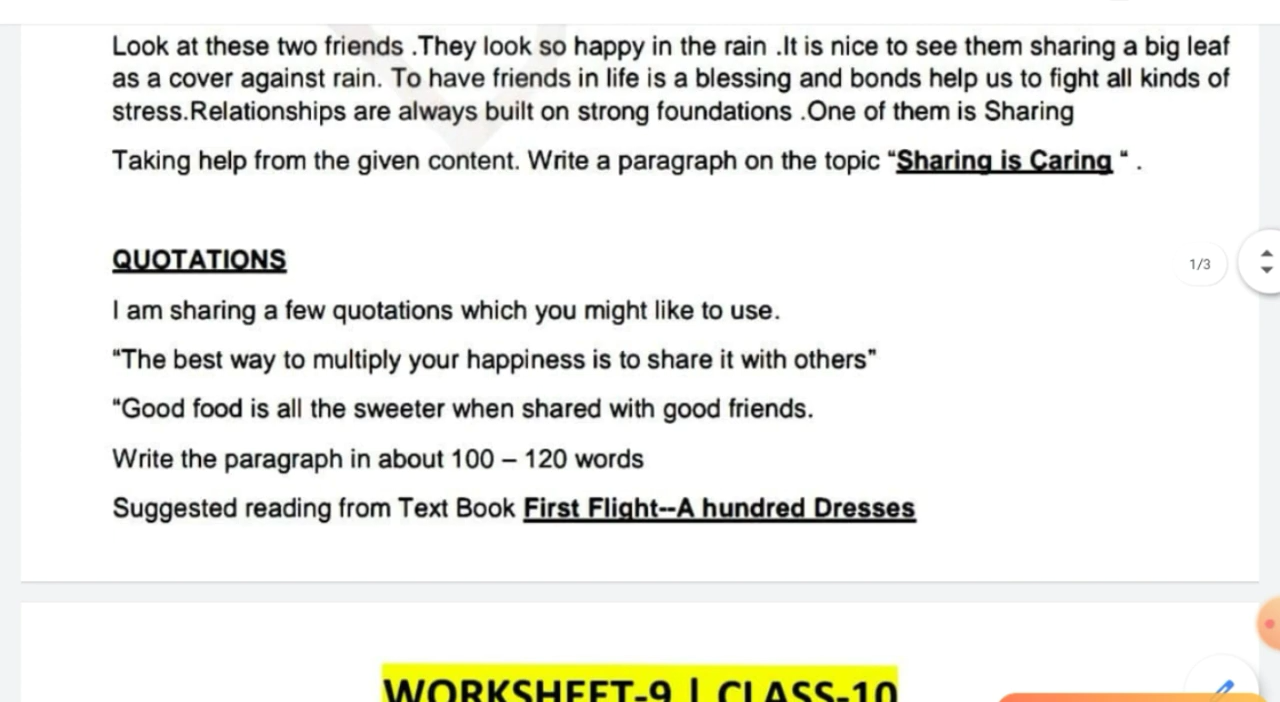 Look at these two friends .They look so happy in the rain .It is nice to see them sharing a big leaf
as a cover against rain. To have friends in life is a blessing and bonds help us to fight all kinds of
stress.Relationships are always built on strong foundations .One of them is Sharing
Taking help from the given content. Write a paragraph on the topic “Sharing is Caring “ .
QUOTATIONS
1/3
I am sharing a few quotations which you might like to use.
“The best way to multiply your happiness is to share it with others”
“Good food is all the sweeter when shared with good friends.
Write the paragraph in about 100 – 120 words
Suggested reading from Text Book First Flight--A hundred Dresses
WORKSHEET-9 | CLASS-10